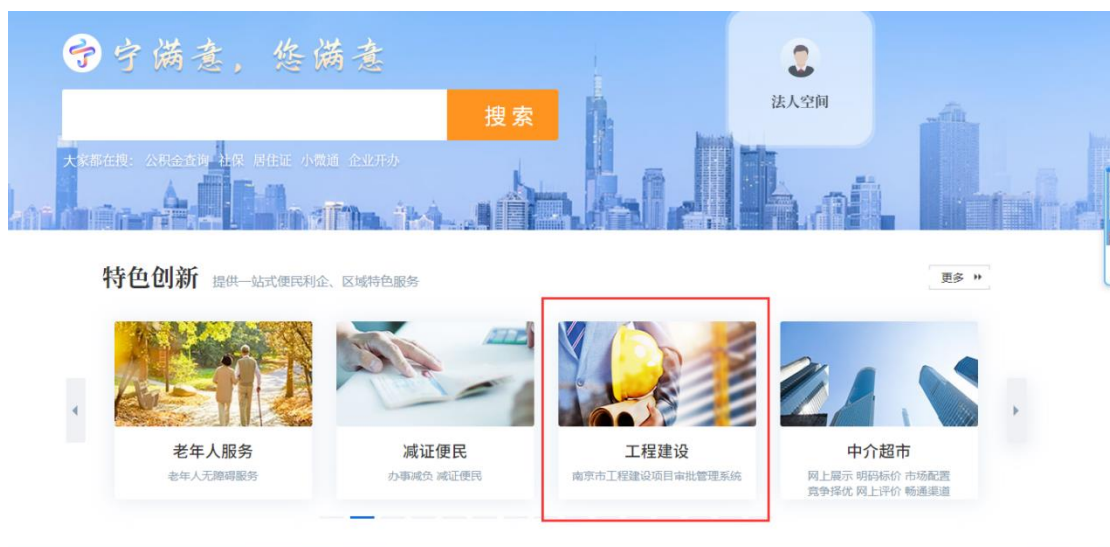 宁满意，您满意
搜索
法人空间
大家都在搜： 公积金查询 社保 居住证 小微通 企业开办
特色创新 提供一站式便民利企、区域特色服务
更多
老年人服务
老年人无障碍服务
减证便民
办事减负 减证便民
工程建设
南京市工程建设项目审批管理系统
中介超市
网上展示 明码标价 市场配置
竞争择优 网上评价 畅通渠道